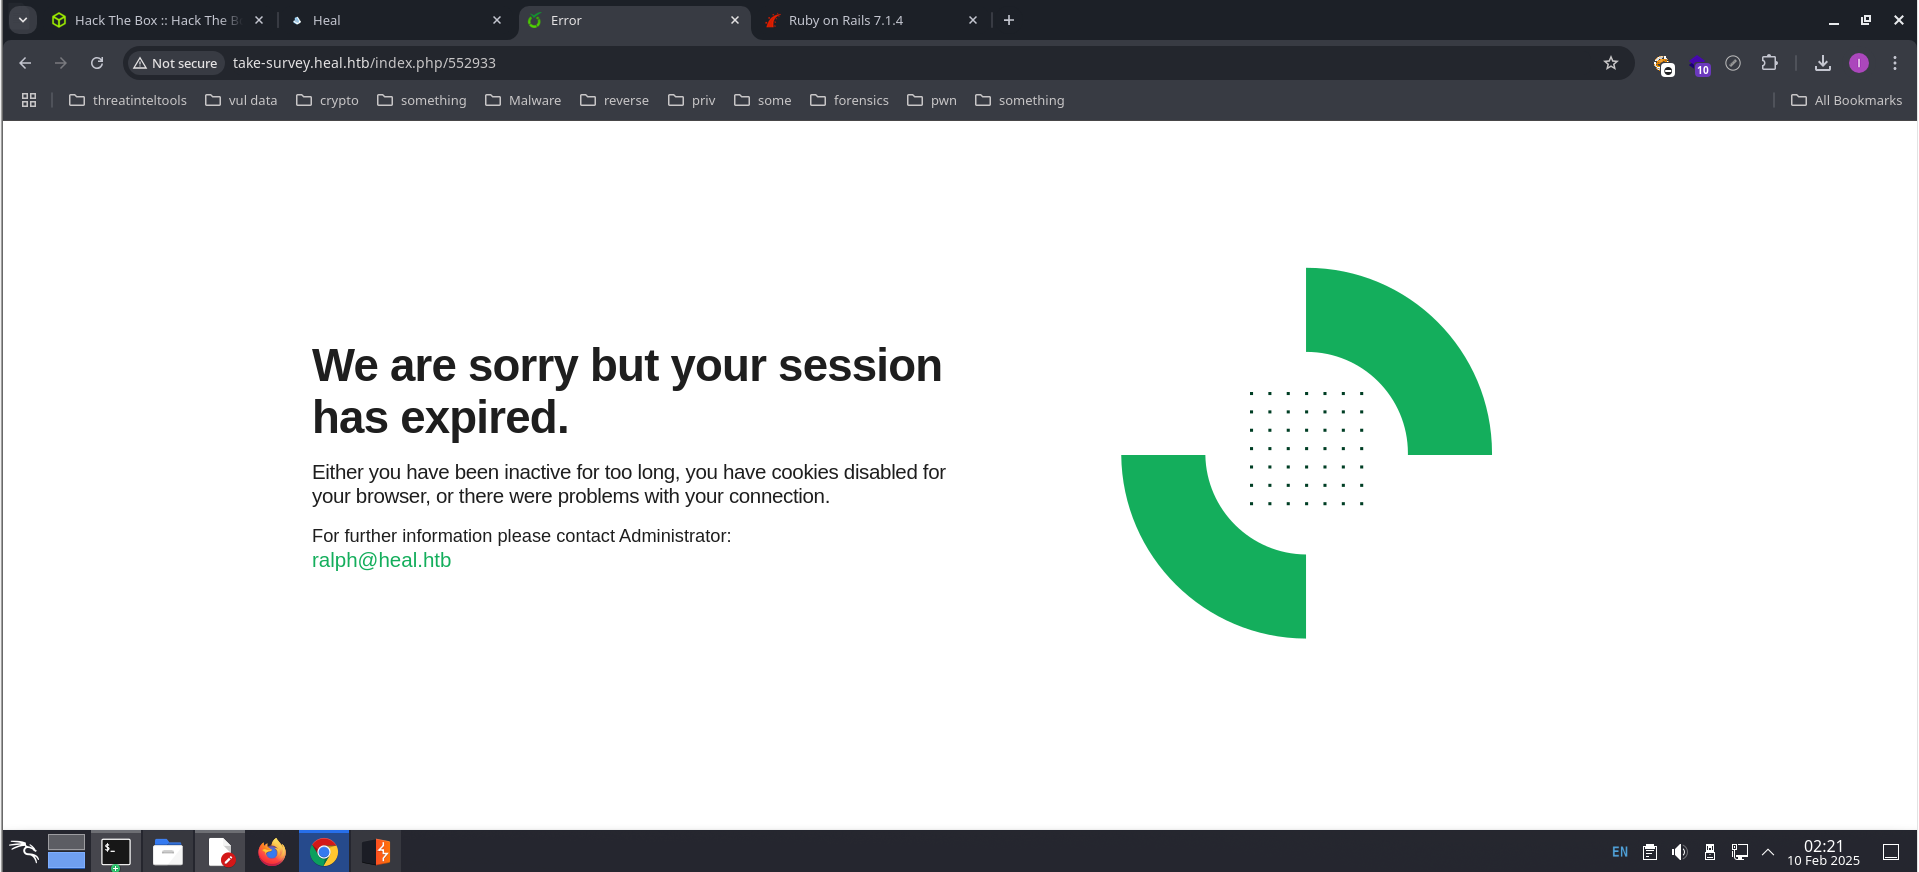 Hack The Box :: Hack The B
Heal
Error
Ruby on Rails 7.1.4
Not secure
take-survey.heal.htb/index.php/552933
10
I
threatinteltools
vul data
crypto
something
Malware
reverse
priv
some
forensics
pwn
something
All Bookmarks
We are sorry but your session
has expired.
Either you have been inactive for too long, you have cookies disabled for
your browser, or there were problems with your connection.
For further information please contact Administrator:
ralph@heal.htb
$_
EN
02:21
10 Feb 2025